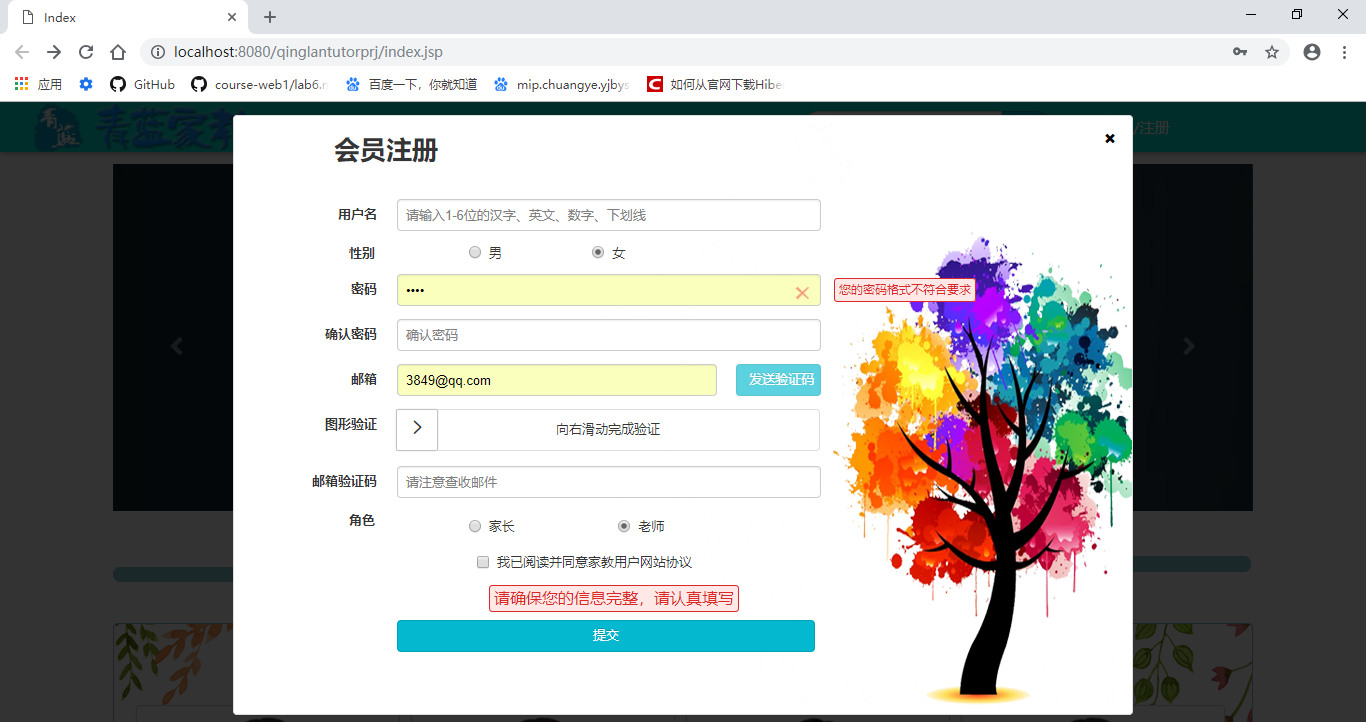 Index
localhost:8080/qinglantutorprj/index.jsp
应用
GitHub
course-web1/lab6.r
百度一下，你就知道
mip.chuangye.yjbys
如何从官网下载Hibe
青蓝
青蓝家教
/注册
会员注册
用户名 请输入1-6位的汉字、英文、数字、下划线
性别 男 女
密码 •••• 您的密码格式不符合要求
确认密码 确认密码
邮箱 3849@qq.com 发送验证码
图形验证 向右滑动完成验证
邮箱验证码 请注意查收邮件
角色 家长 老师
我已阅读并同意家教用户网站协议
请确保您的信息完整，请认真填写
提交